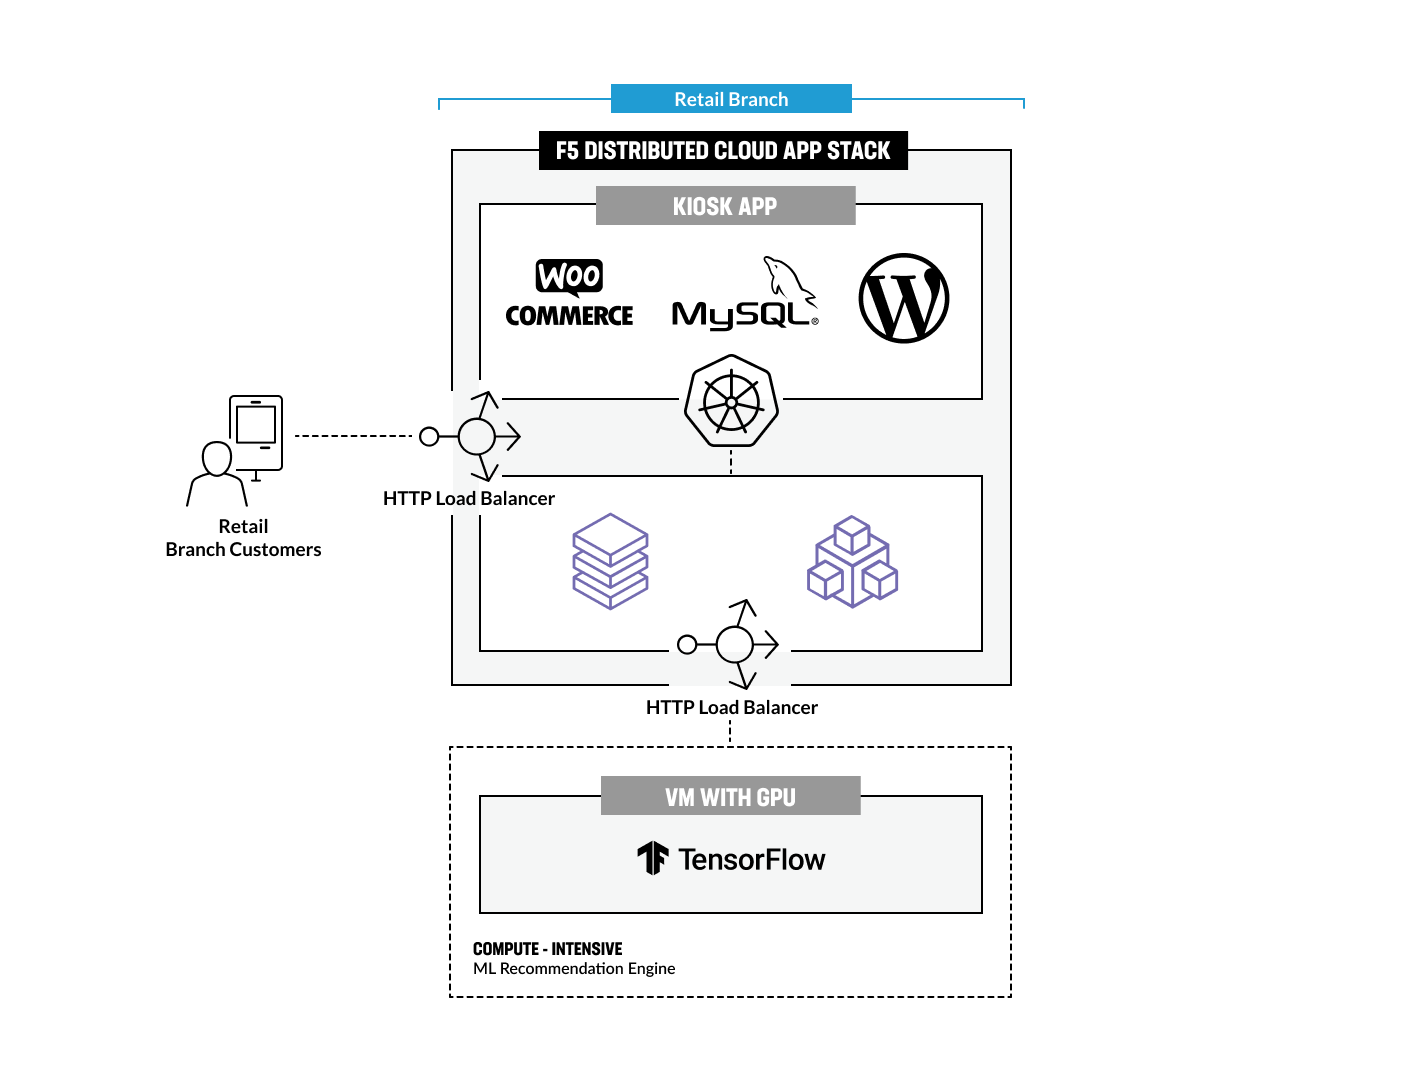 Retail Branch
F5 DISTRIBUTED CLOUD APP STACK
KIOSK APP
Woo
COMMERCE
MySQL®
HTTP Load Balancer
Retail
Branch Customers
HTTP Load Balancer
VM WITH GPU
TensorFlow
COMPUTE - INTENSIVE
ML Recommendation Engine